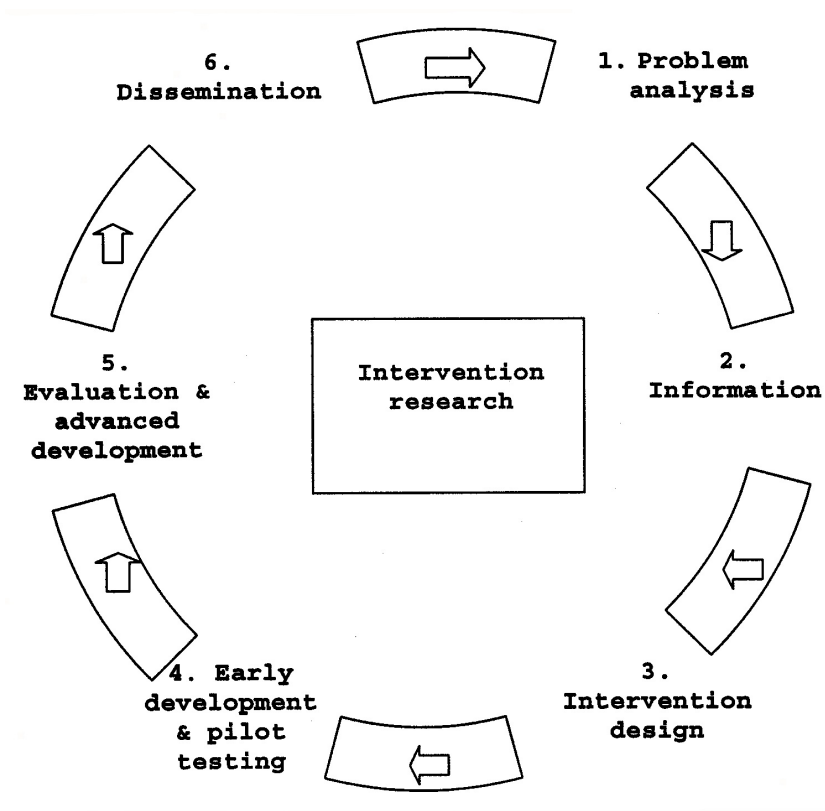 6.
Dissemination
1. Problem
analysis
2.
Information
3.
Intervention
design
4. Early
development
& pilot
testing
5.
Evaluation &
advanced
development
Intervention
research